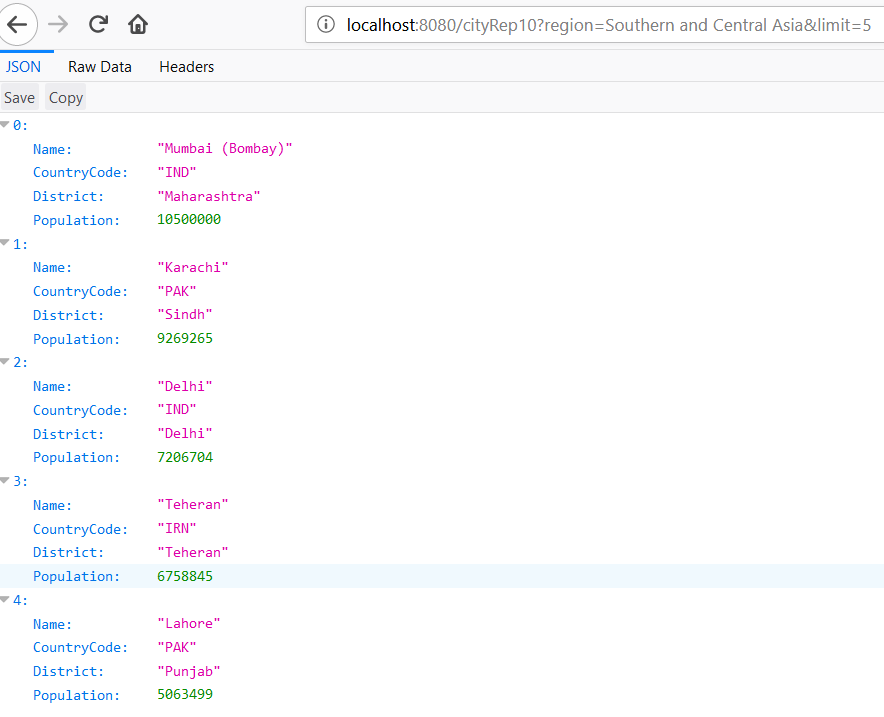 localhost:8080/cityRep10?region=Southern and Central Asia&limit=5
JSON Raw Data Headers
Save Copy
0:
Name: "Mumbai (Bombay)"
CountryCode: "IND"
District: "Maharashtra"
Population: 10500000
1:
Name: "Karachi"
CountryCode: "PAK"
District: "Sindh"
Population: 9269265
2:
Name: "Delhi"
CountryCode: "IND"
District: "Delhi"
Population: 7206704
3:
Name: "Teheran"
CountryCode: "IRN"
District: "Teheran"
Population: 6758845
4:
Name: "Lahore"
CountryCode: "PAK"
District: "Punjab"
Population: 5063499